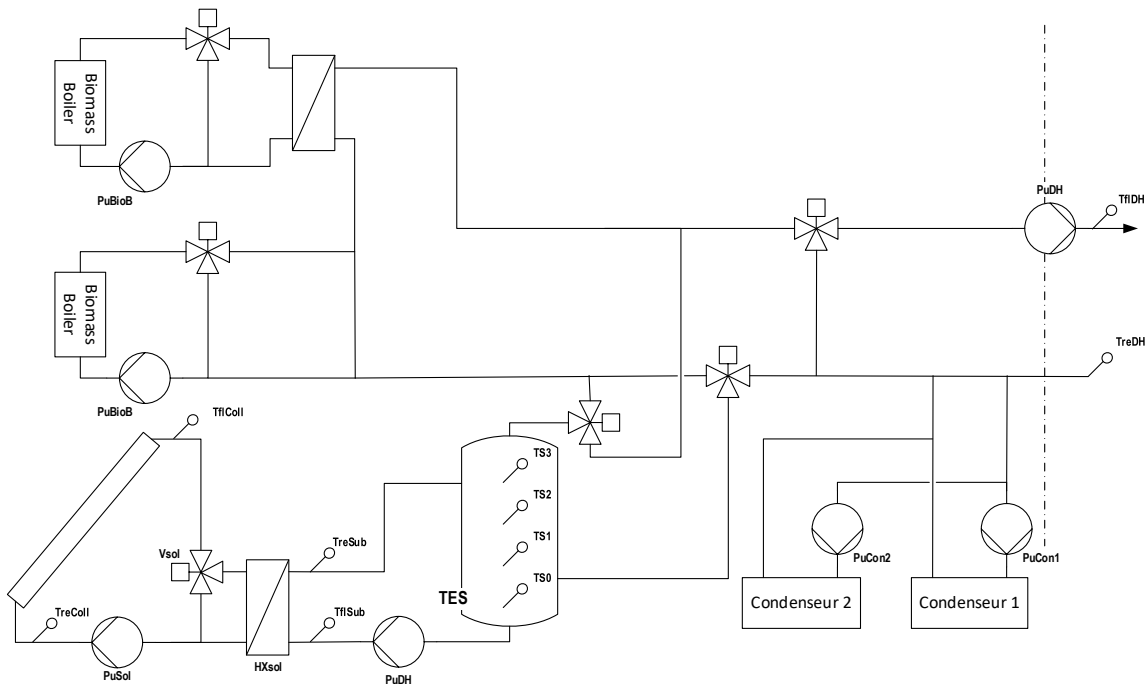 Biomass
Boiler
PuBioB
PuDH
TflDH
Biomass
Boiler
PuBioB
TreDH
TflColl
TS3
TS2
TS1
TS0
TES
Vsol
TreSub
TflSub
TreColl
PuSol
HXsol
PuDH
PuCon2
PuCon1
Condenseur 2
Condenseur 1